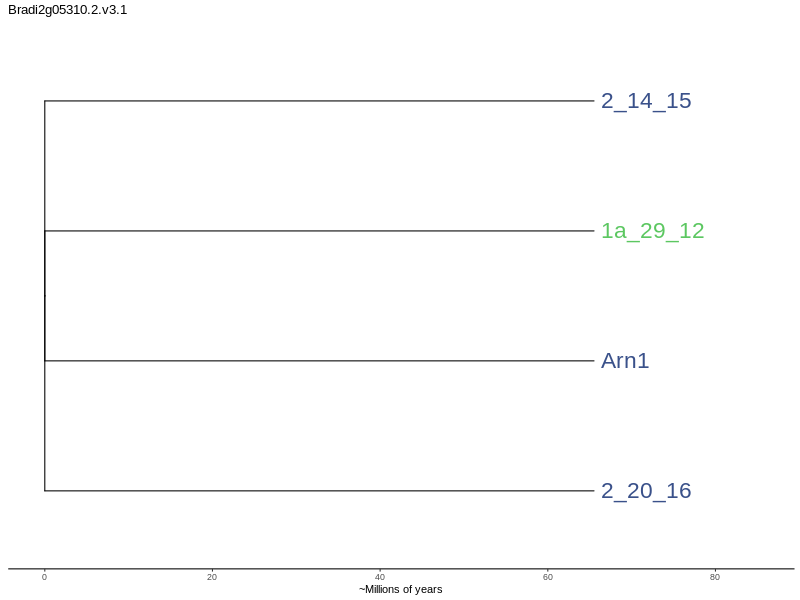 Bradi2g05310.2.v3.1
2_14_15
1a_29_12
Arn1
2_20_16
0 20 40 60 80
~Millions of years